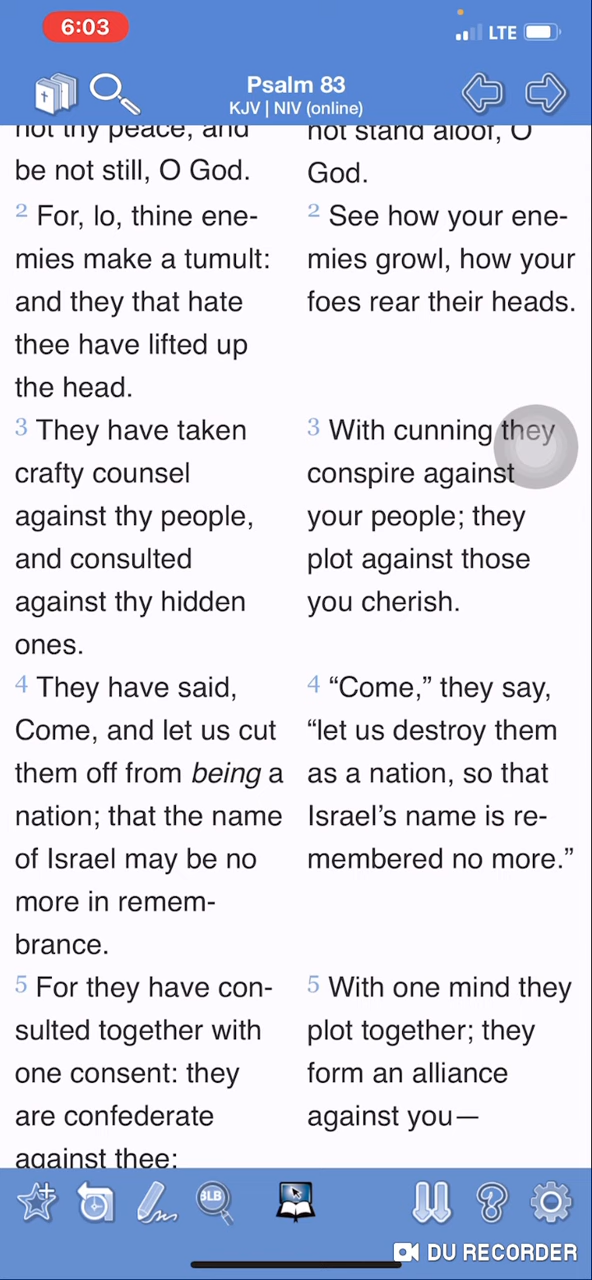 6:03
LTE
Psalm 83
KJV | NIV (online)
not thy peace, and
be not still, O God.
2 For, lo, thine ene-
mies make a tumult:
and they that hate
thee have lifted up
the head.
3 They have taken
crafty counsel
against thy people,
and consulted
against thy hidden
ones.
4 They have said,
Come, and let us cut
them off from being a
nation; that the name
of Israel may be no
more in remem-
brance.
5 For they have con-
sulted together with
one consent: they
are confederate
against thee:
not stand aloof, O
God.
2 See how your ene-
mies growl, how your
foes rear their heads.
3 With cunning they
conspire against
your people; they
plot against those
you cherish.
4 “Come,” they say,
“let us destroy them
as a nation, so that
Israel’s name is re-
membered no more.”
5 With one mind they
plot together; they
form an alliance
against you—
BLB
DU RECORDER